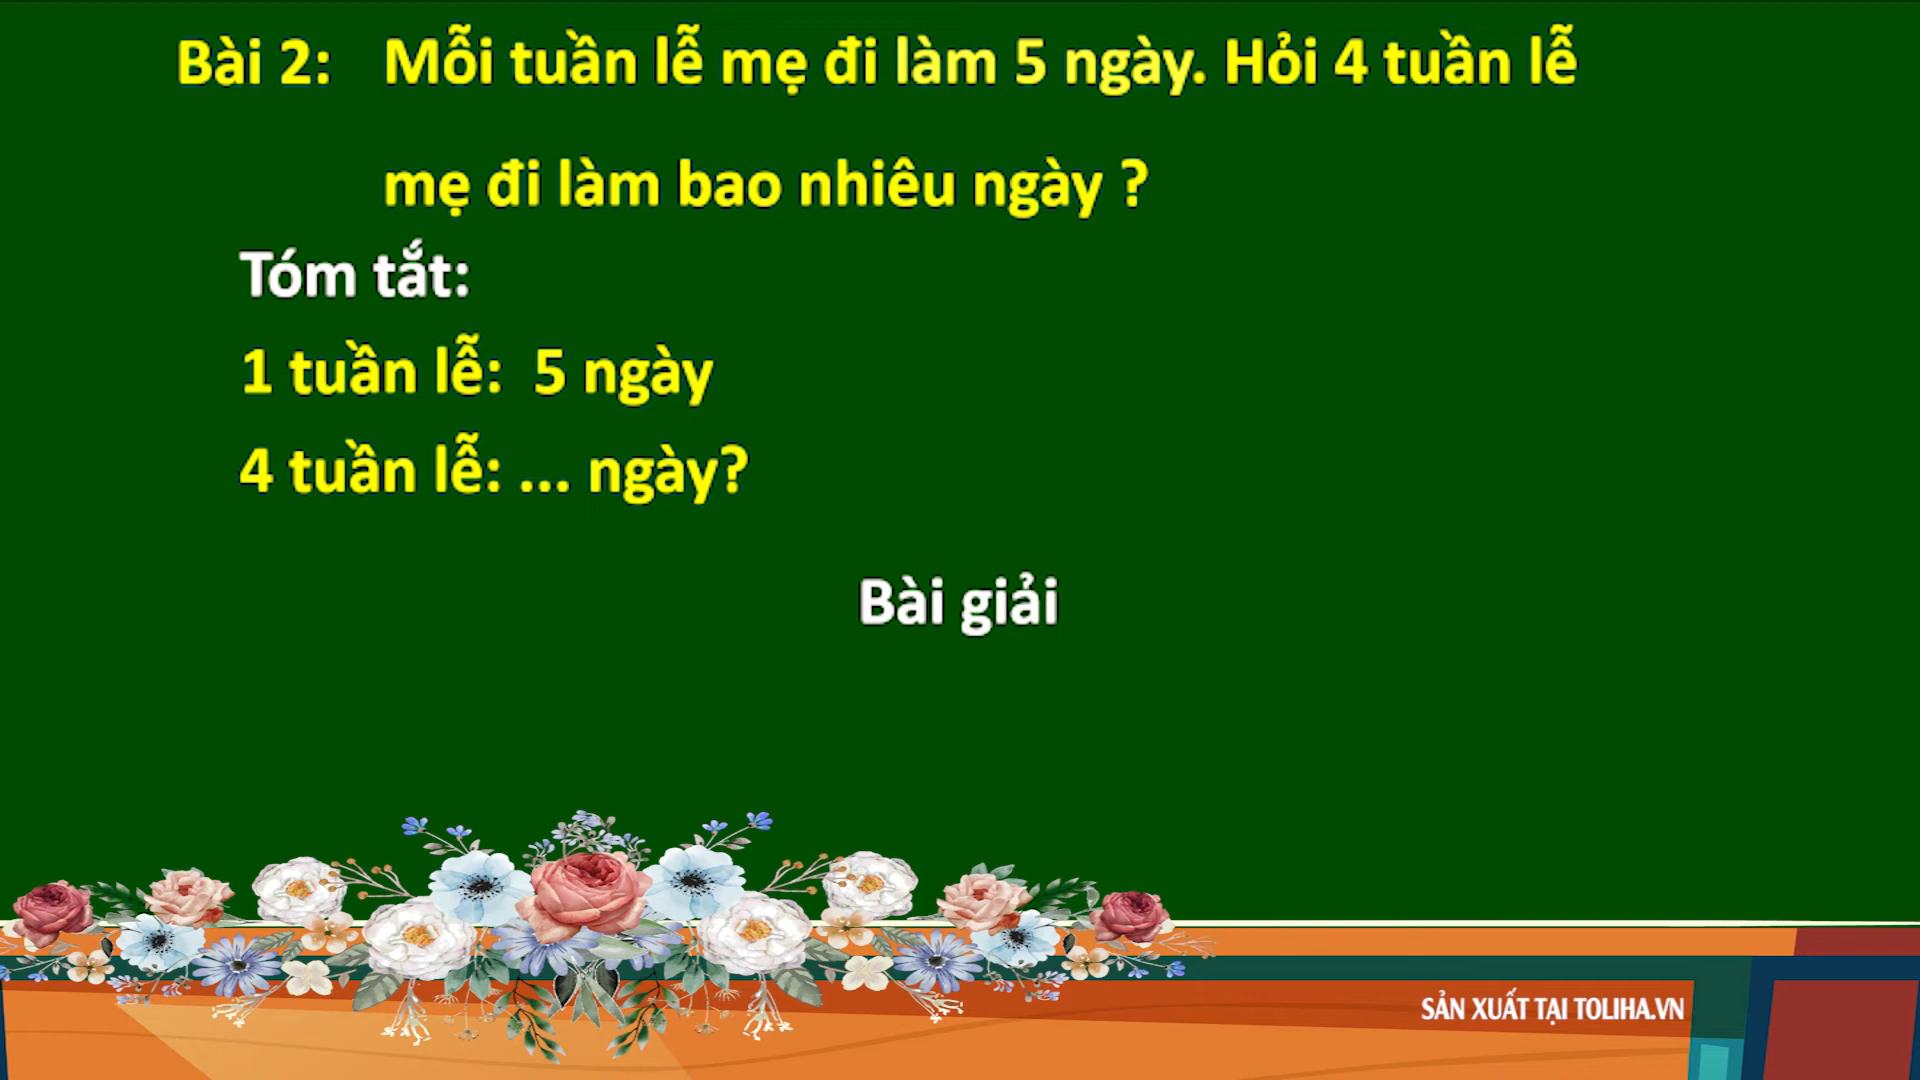 Bài 2: Mỗi tuần lễ mẹ đi làm 5 ngày. Hỏi 4 tuần lễ
mẹ đi làm bao nhiêu ngày ?
Tóm tắt:
1 tuần lễ: 5 ngày
4 tuần lễ: ... ngày?
Bài giải
SẢN XUẤT TẠI TOLIHA.VN